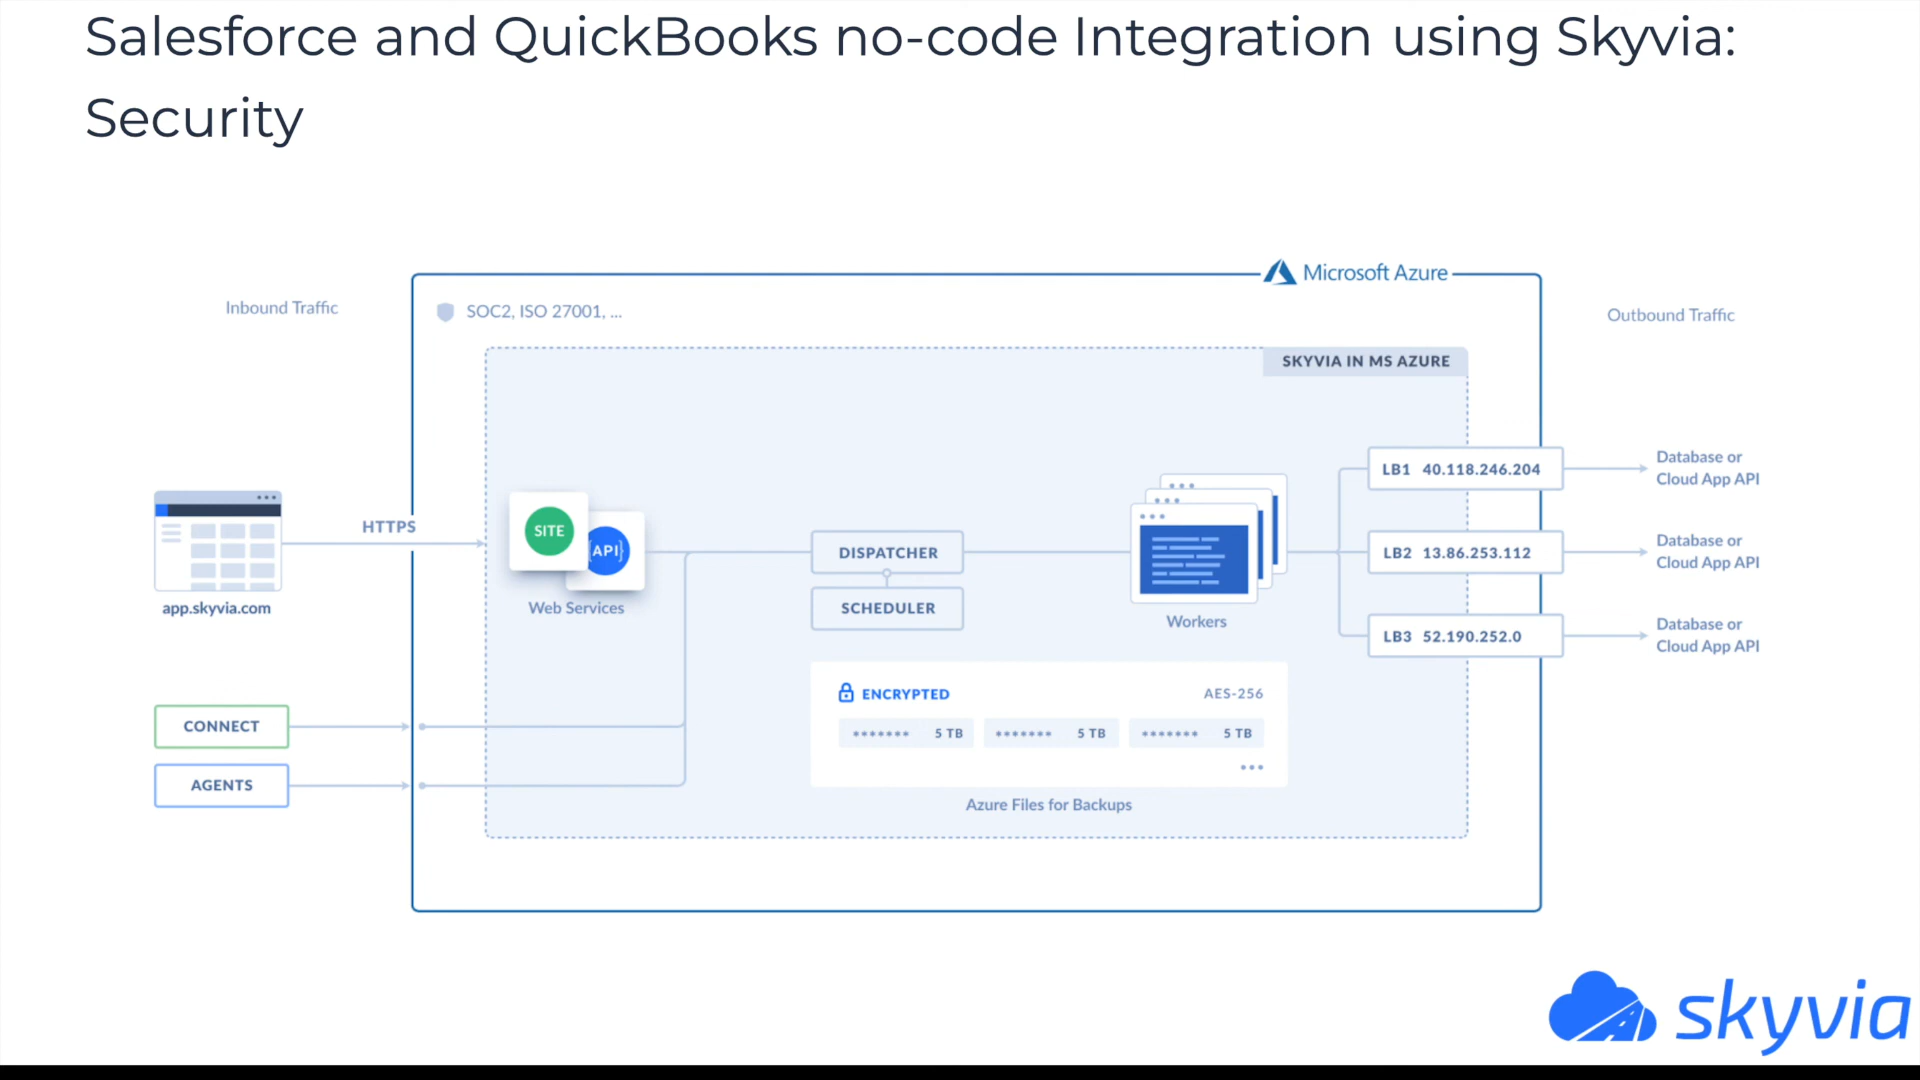 Salesforce and QuickBooks no-code Integration using Skyvia:
Security
Microsoft Azure
Inbound Traffic
SOC2, ISO 27001, ...
Outbound Traffic
SKYVIA IN MS AZURE
HTTPS
app.skyvia.com
SITE
{API}
Web Services
DISPATCHER
SCHEDULER
Workers
LB1 40.118.246.204
Database or
Cloud App API
LB2 13.86.253.112
Database or
Cloud App API
LB3 52.190.252.0
Database or
Cloud App API
CONNECT
AGENTS
ENCRYPTED
AES-256
******* 5 TB
******* 5 TB
******* 5 TB
...
Azure Files for Backups
skyvia